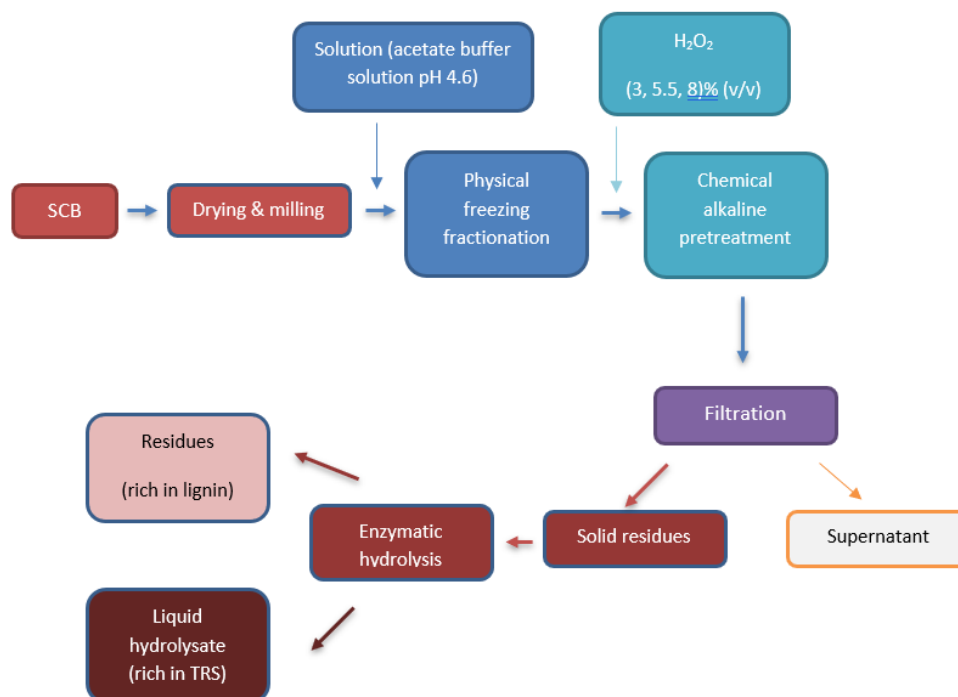 Solution (acetate buffer
solution pH 4.6)
H₂O₂
(3, 5.5, 8)% (v/v)
SCB
Drying & milling
Physical
freezing
fractionation
Chemical
alkaline
pretreatment
Filtration
Residues
(rich in lignin)
Enzymatic
hydrolysis
Solid residues
Supernatant
Liquid
hydrolysate
(rich in TRS)